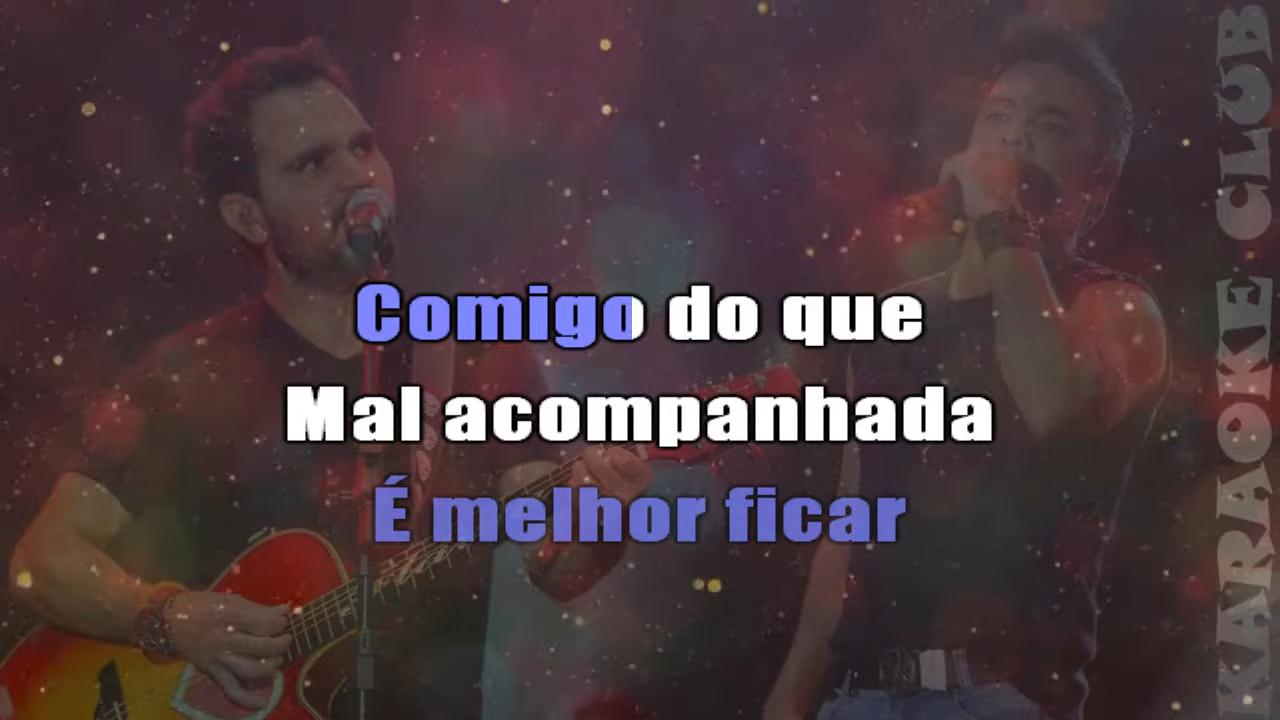 Comigo do que
Mal acompanhada
É melhor ficar
KARAOKE CLUB